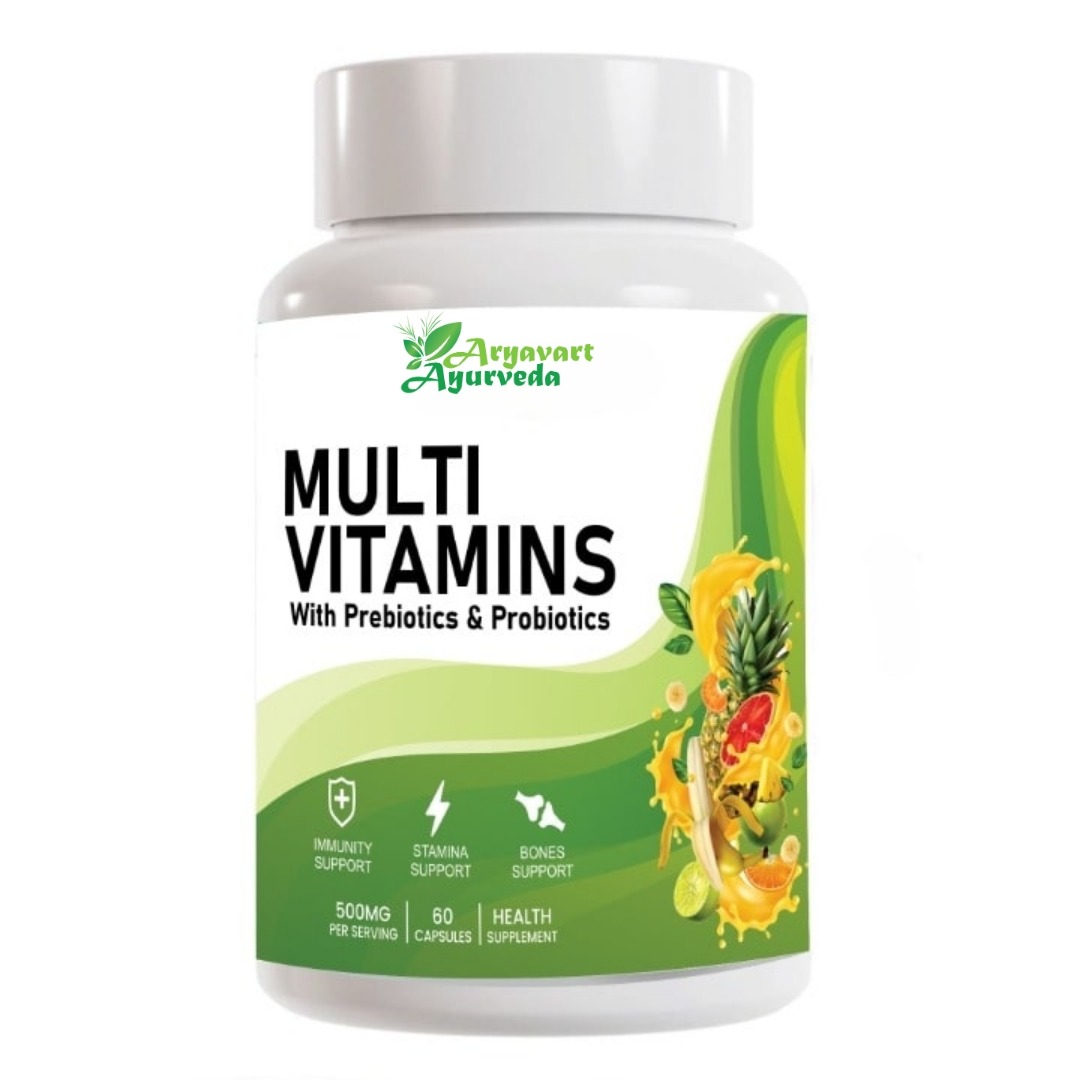 Aryavart
Ayurveda
MULTI
VITAMINS
With Prebiotics & Probiotics
IMMUNITY
SUPPORT
STAMINA
SUPPORT
BONES
SUPPORT
500MG
PER SERVING
60
CAPSULES
HEALTH
SUPPLEMENT